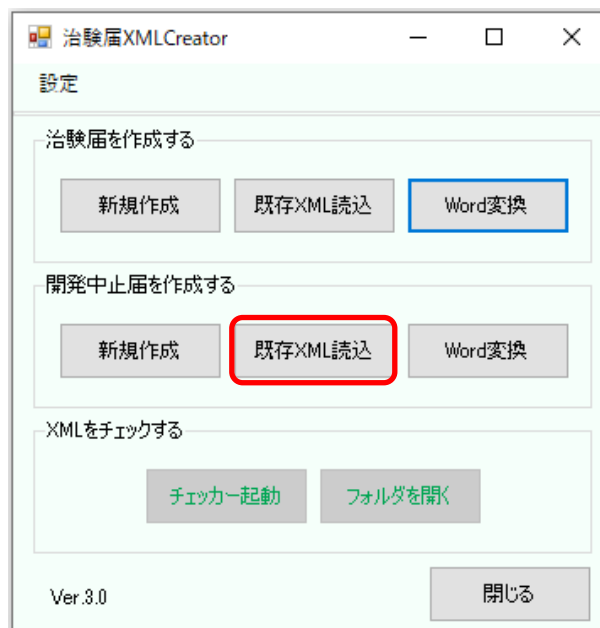 治験届XMLCreator
設定
治験届を作成する
新規作成 既存XML読込 Word変換
開発中止届を作成する
新規作成 既存XML読込 Word変換
XMLをチェックする
チェッカー起動 フォルダを開く
Ver.3.0 閉じる